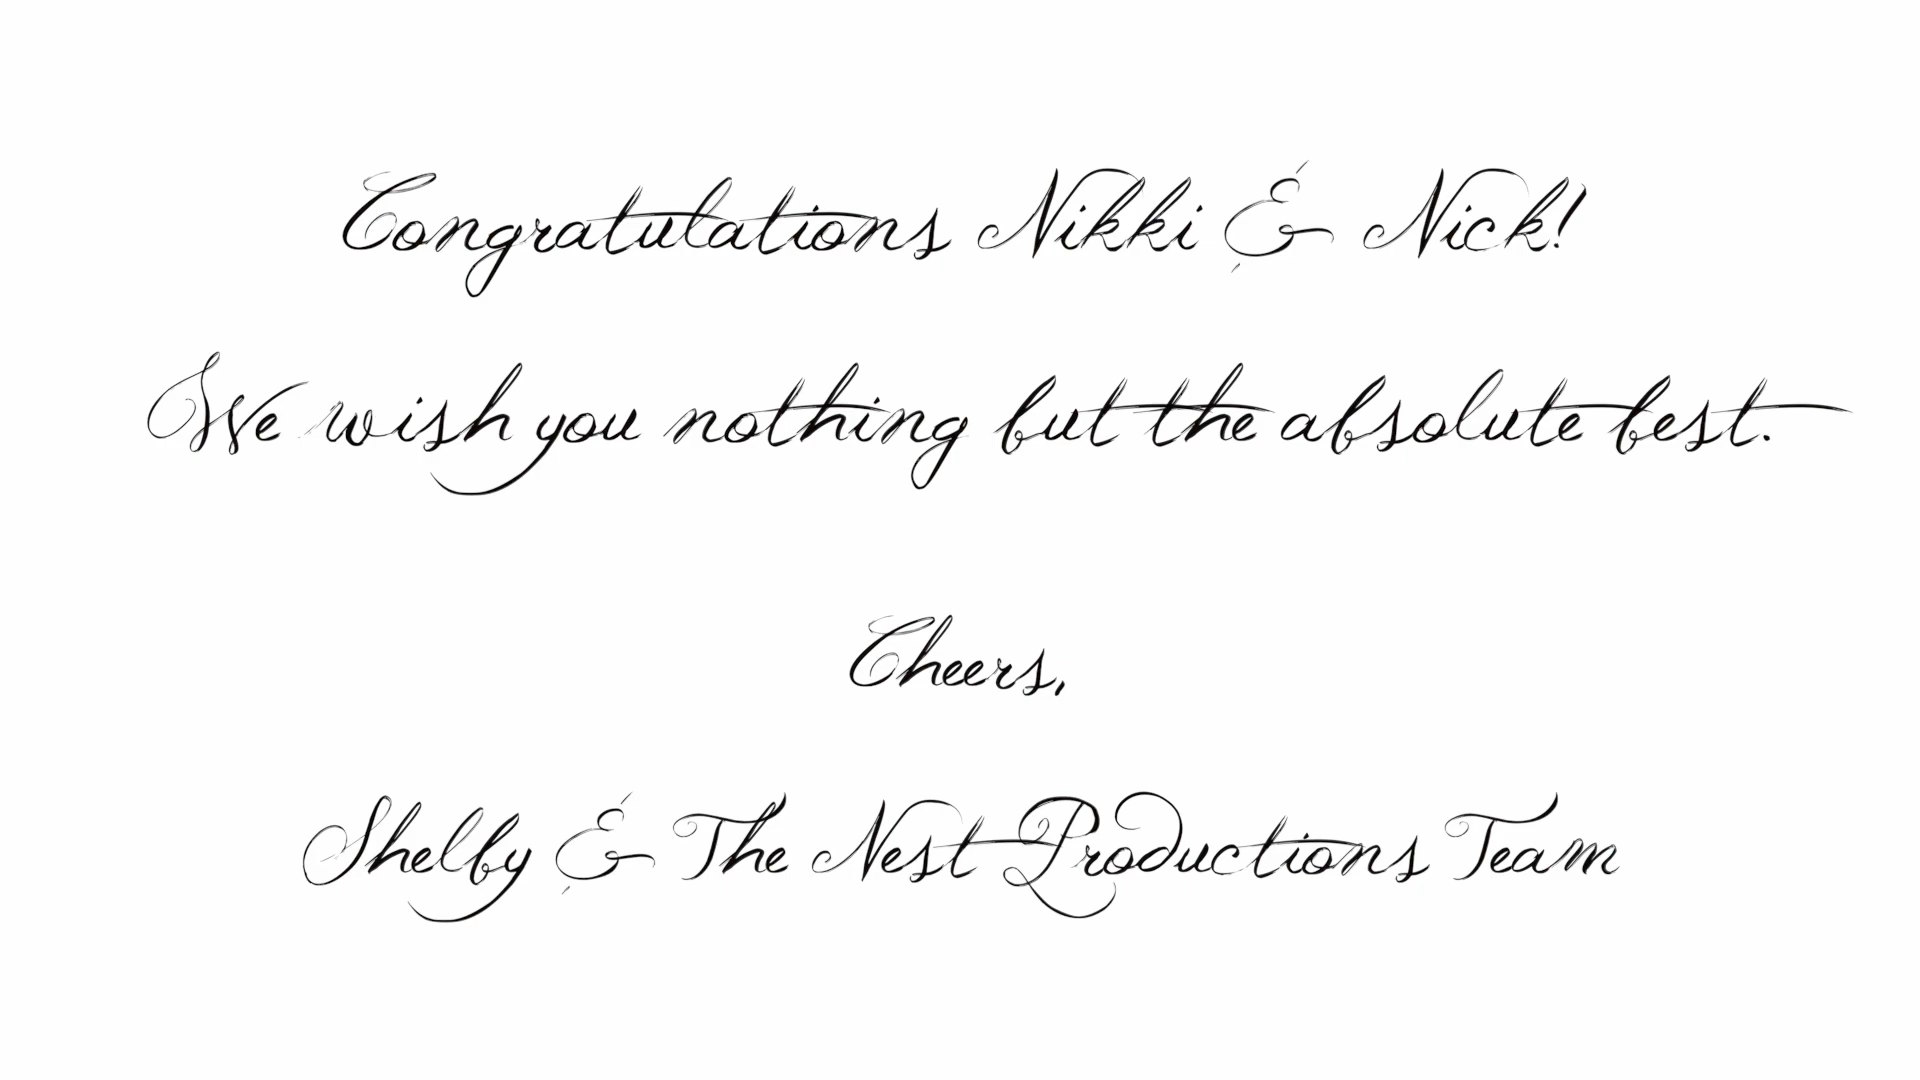 Congratulations Nikki & Nick!
We wish you nothing but the absolute best.
Cheers,
Shelby & The Nest Productions Team